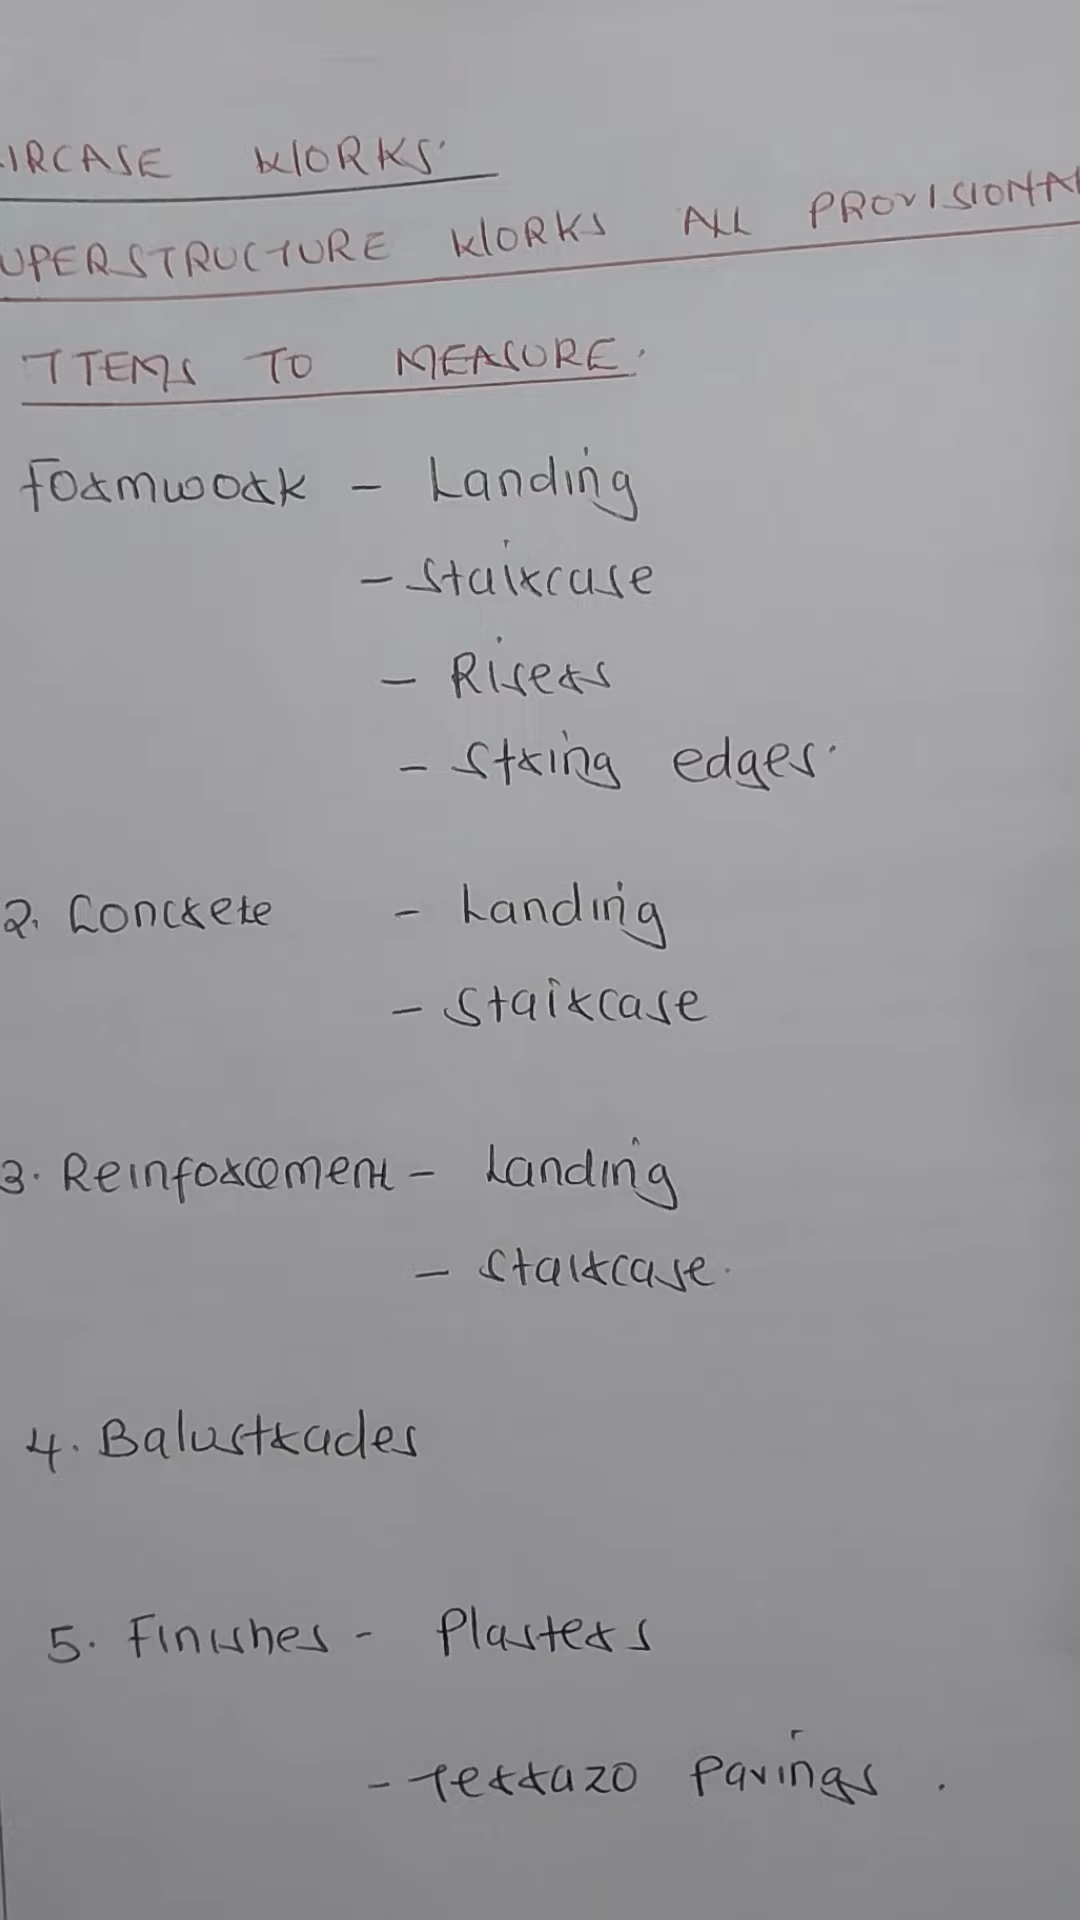 IRCASE WORKS.
UPERSTRUCTURE WORKS ALL PROVISIONAL
ITEMS TO MEASURE.
Formwork - Landing
- Staircase
- Risers
- String edges.
2. Concrete - Landing
- Staircase
3. Reinforcement - Landing
- Staircase.
4. Balustrades
5. Finishes - Plasters
- Terrazo Pavings.